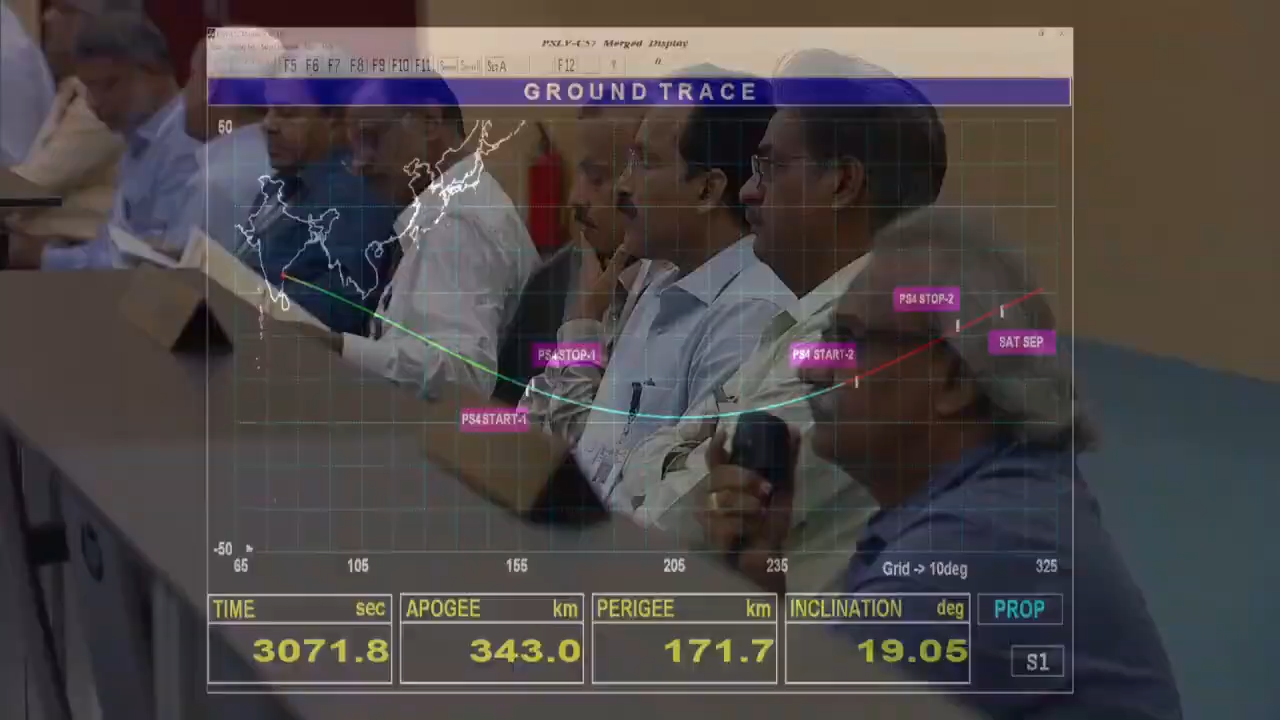 PSLV-C57 Merged Display
F5 F6 F7 F8 F9 F10 F11 Set A F12
GROUND TRACE
50
PS4 STOP-2
SAT SEP
PS4 STOP-1
PS4 START-2
PS4 START-1
-50
65 105 155 205 235 325
Grid -> 10deg
TIME sec APOGEE km PERIGEE km INCLINATION deg PROP
3071.8 343.0 171.7 19.05 S1